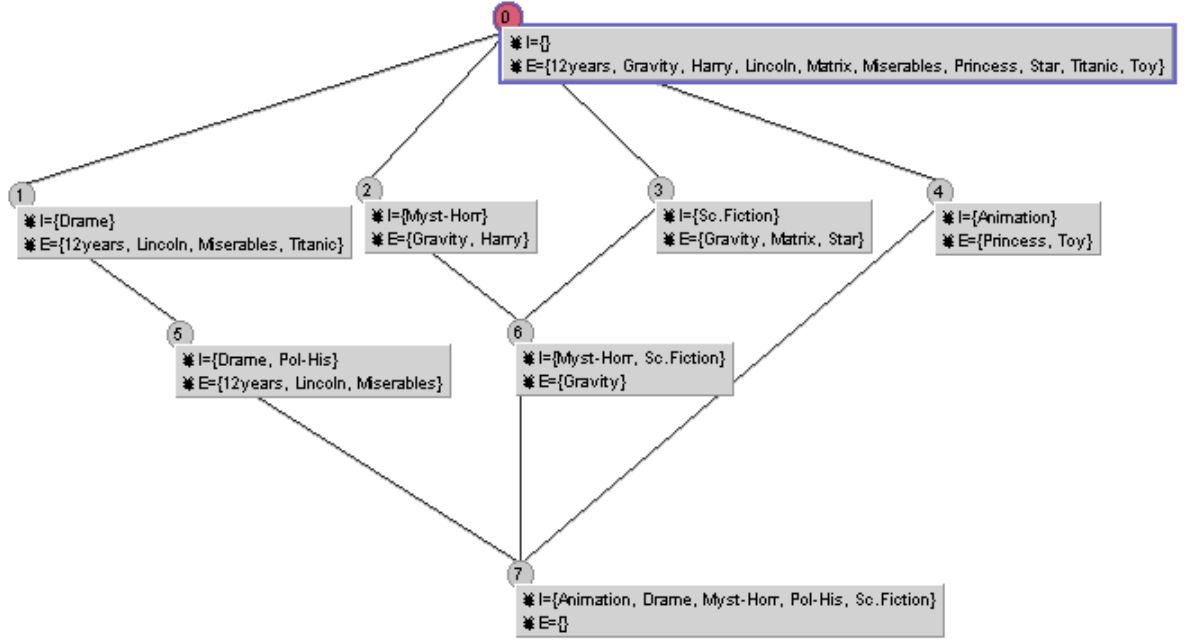 0
I={}
E={12years, Gravity, Harry, Lincoln, Matrix, Miserables, Princess, Star, Titanic, Toy}
1
I={Drame}
E={12years, Lincoln, Miserables, Titanic}
2
I={Myst-Horr}
E={Gravity, Harry}
3
I={Sc.Fiction}
E={Gravity, Matrix, Star}
4
I={Animation}
E={Princess, Toy}
5
I={Drame, Pol-His}
E={12years, Lincoln, Miserables}
6
I={Myst-Horr, Sc.Fiction}
E={Gravity}
7
I={Animation, Drame, Myst-Horr, Pol-His, Sc.Fiction}
E={}